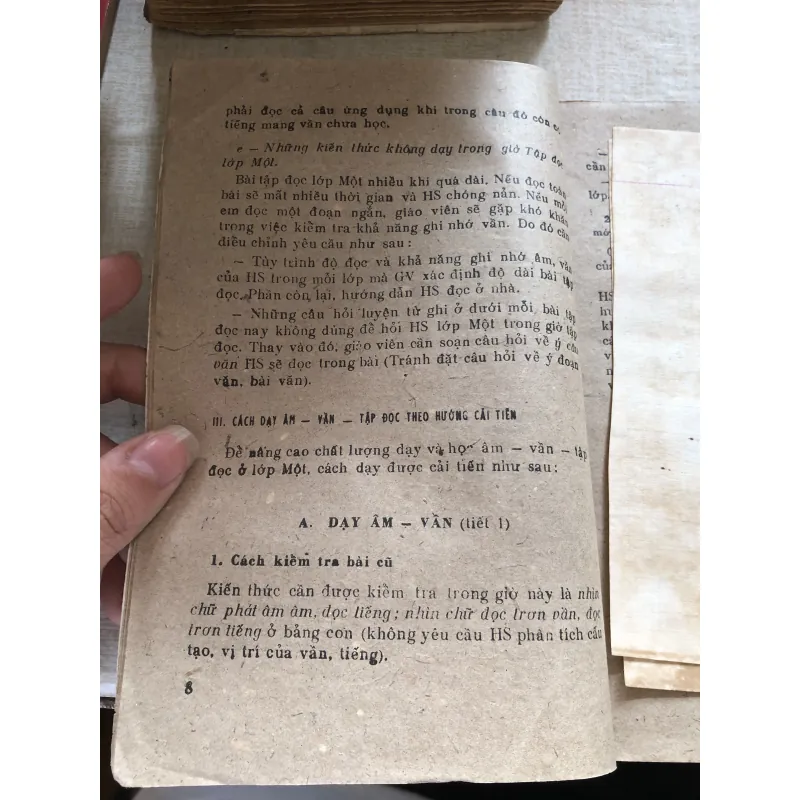 phải đọc cả câu ứng dụng khi trong câu đó còn c
tiếng mang vần chưa học.
e — Những kiến thức không dạy trong giờ Tập đọc
lớp Một.
Bài tập đọc lớp Một nhiều khi quá dài. Nếu đọc toàn
bài sẽ mất nhiều thời gian và HS chóng nản. Nếu mỗi
em đọc một đoạn ngắn, giáo viên sẽ gặp khó khăn
trong việc kiểm tra khả năng ghi nhớ vần. Do đó cần
điều chỉnh yêu cầu như sau :
— Tùy trình độ đọc và khả năng ghi nhớ âm, vần
của HS trong mỗi lớp mà GV xác định độ dài bài tập
đọc. Phần còn lại, hướng dẫn HS đọc ở nhà.
— Những câu hỏi luyện từ ghi ở dưới mỗi, bài tập
đọc nay không dùng để hỏi HS lớp Một trong giờ tập
đọc. Thay vào đó, giáo viên cần soạn câu hỏi về ý câu
văn HS sẽ đọc trong bài (Tránh đặt câu hỏi về ý đoạn
văn, bài văn).
III. CÁCH DẠY ÂM — VẦN — TẬP ĐỌC THEO HƯỚNG CẢI TIẾN
Để nâng cao chất lượng dạy và học âm — vần — tập
đọc ở lớp Một, cách dạy được cải tiến như sau :
A. DẠY ÂM — VẦN (tiết 1)
1. Cách kiểm tra bài cũ
Kiến thức cần được kiểm tra trong giờ này là nhìn
chữ phát âm âm, đọc tiếng ; nhìn chữ đọc trơn vần, đọc
trơn tiếng ở bảng con (không yêu cầu HS phân tích cấu
tạo, vị trí của vần, tiếng).
8
—
cần
lớp
2
mờ
củ
HS